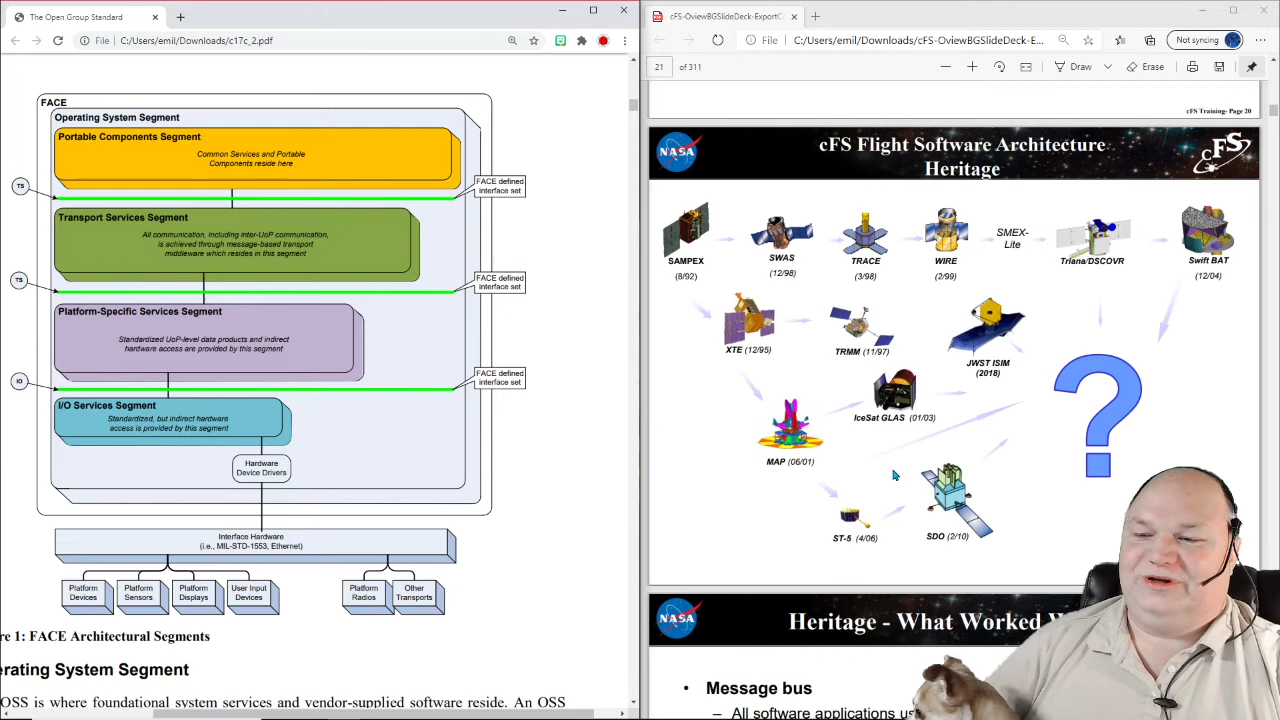 The Open Group Standard
File
C:/Users/emil/Downloads/c17c_2.pdf
FACE
Operating System Segment
Portable Components Segment
Common Services and Portable
Components reside here
TS
FACE defined
interface set
Transport Services Segment
All communication, including inter-UoP communication,
is achieved through message-based transport
middleware which resides in this segment
TS
FACE defined
interface set
Platform-Specific Services Segment
Standardized UoP-level data products and indirect
hardware access are provided by this segment
IO
FACE defined
interface set
I/O Services Segment
Standardized, but indirect hardware
access is provided by this segment
Hardware
Device Drivers
Interface Hardware
(i.e., MIL-STD-1553, Ethernet)
Platform
Devices
Platform
Sensors
Platform
Displays
User Input
Devices
Platform
Radios
Other
Transports
re 1: FACE Architectural Segments
erating System Segment
OSS is where foundational system services and vendor-supplied software reside. An OSS
cFS-OviewBGSlideDeck-ExportC
File
C:/Users/emil/Downloads/cFS-OviewBGSlideDeck-E...
Not syncing
21 of 311
Draw
Erase
cFS Training- Page 20
NASA
cFS Flight Software Architecture
Heritage
cFS
SAMPEX
(8/92)
SWAS
(12/98)
TRACE
(3/98)
WIRE
(2/99)
SMEX-
Lite
Triana/DSCOVR
Swift BAT
(12/04)
XTE (12/95)
TRMM (11/97)
JWST ISIM
(2018)
IceSat GLAS (01/03)
MAP (06/01)
?
ST-5 (4/06)
SDO (2/10)
NASA
Heritage - What Worked W
• Message bus
– All software applications us